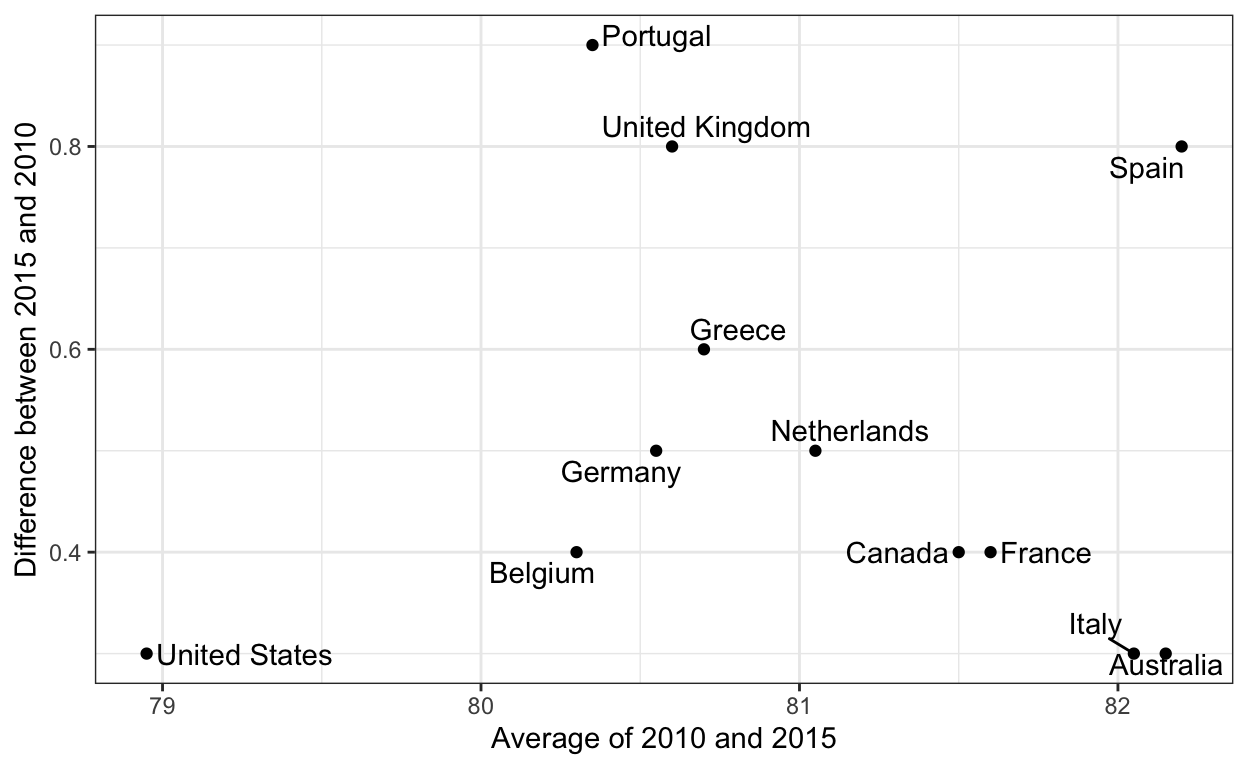 Portugal
United Kingdom
0.8
Spain
Difference between 2015 and 2010
Greece
0.6
Netherlands
Germany
0.4
Canada
France
Belgium
Italy
United States
Australia
79
80
81
82
Average of 2010 and 2015